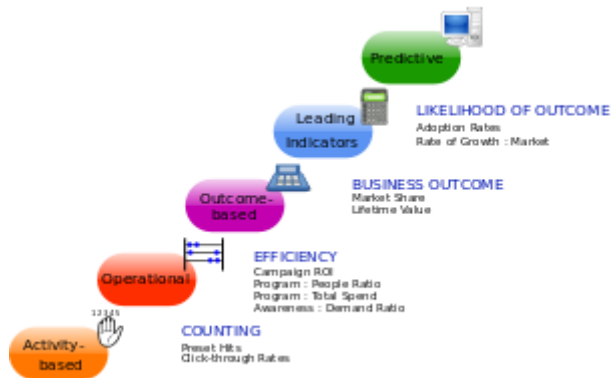 Predictive
LIKELIHOOD OF OUTCOME
Adoption Rates
Rate of Growth : Market
Leading
Indicators
BUSINESS OUTCOME
Market Share
Lifetime Value
Outcome-
based
EFFICIENCY
Campaign ROI
Program : People Ratio
Program : Total Spend
Awareness : Demand Ratio
Operational
12345
COUNTING
Preset Hits
Click-through Rates
Activity-
based